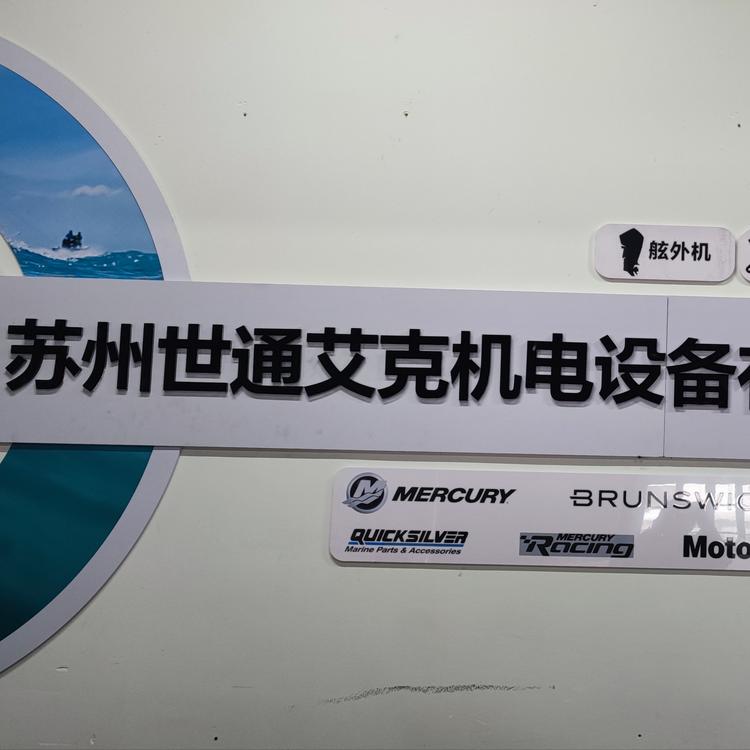 舷外机
苏州世通艾克机电设备
MERCURY BRUNSWIC
QUICKSILVER
Marine Parts & Accessories
MERCURY
Racing
Moto